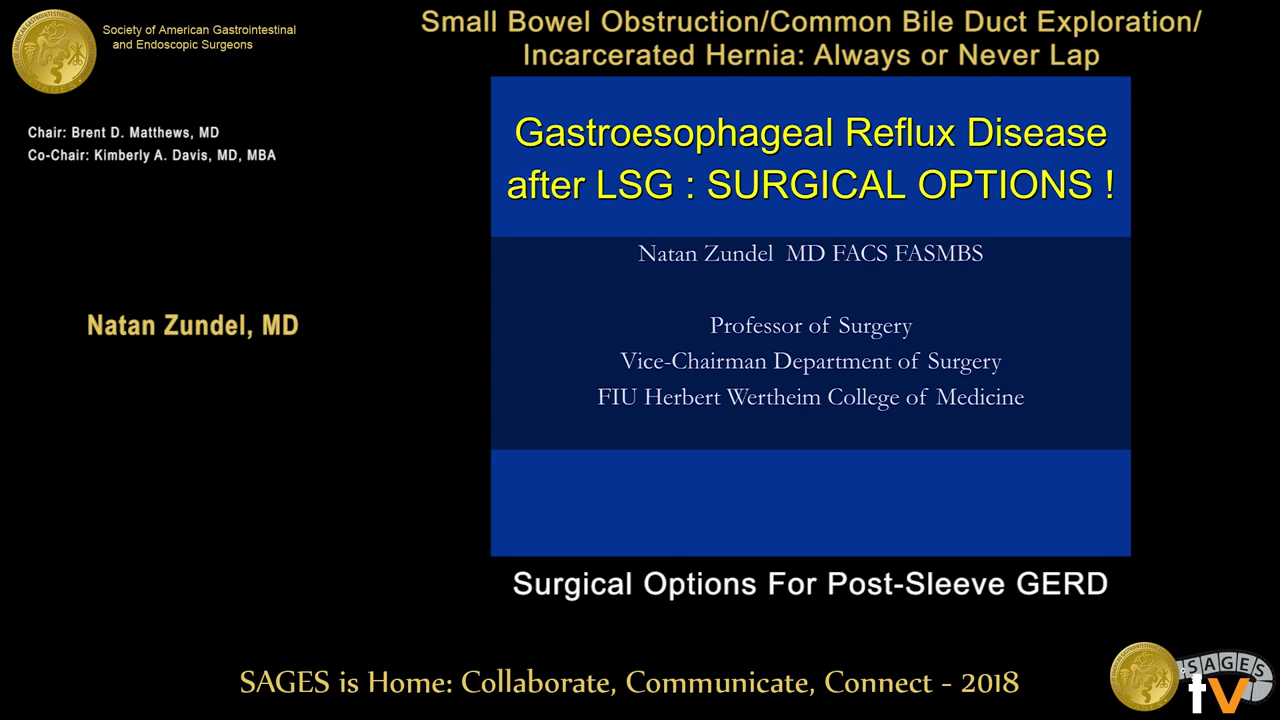 Society of American Gastrointestinal
and Endoscopic Surgeons
Small Bowel Obstruction/Common Bile Duct Exploration/
Incarcerated Hernia: Always or Never Lap
Chair: Brent D. Matthews, MD
Co-Chair: Kimberly A. Davis, MD, MBA
Gastroesophageal Reflux Disease
after LSG : SURGICAL OPTIONS !
Natan Zundel MD FACS FASMBS
Professor of Surgery
Vice-Chairman Department of Surgery
FIU Herbert Wertheim College of Medicine
Natan Zundel, MD
Surgical Options For Post-Sleeve GERD
SAGES is Home: Collaborate, Communicate, Connect - 2018
SAGES
tv